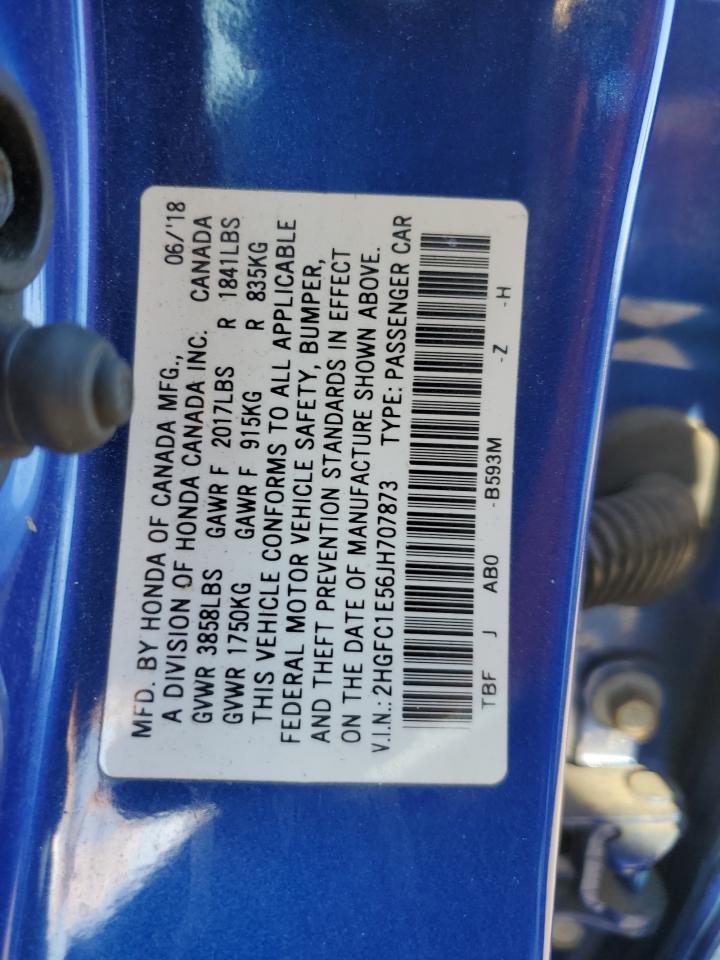 MFD. BY HONDA OF CANADA MFG., 06/'18
A DIVISION OF HONDA CANADA INC. CANADA
GVWR 3858LBS GAWR F 2017LBS R 1841LBS
GVWR 1750KG GAWR F 915KG R 835KG
THIS VEHICLE CONFORMS TO ALL APPLICABLE
FEDERAL MOTOR VEHICLE SAFETY, BUMPER,
AND THEFT PREVENTION STANDARDS IN EFFECT
ON THE DATE OF MANUFACTURE SHOWN ABOVE.
V.I.N.: 2HGFC1E56JH707873 TYPE: PASSENGER CAR
TBF J AB0 -B593M -Z -H